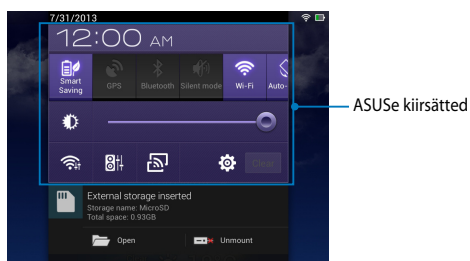 7/31/2013
12:00 AM
Smart Saving
GPS
Bluetooth
Silent mode
Wi-Fi
Auto-
ASUSe kiirsätted
Clear
External storage inserted
Storage name: MicroSD
Total space: 0.93GB
Open
Unmount